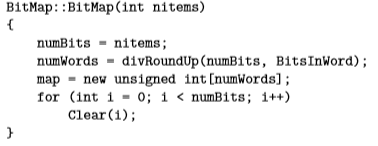 BitMap::BitMap(int nitems)
{
    numBits = nitems;
    numWords = divRoundUp(numBits, BitsInWord);
    map = new unsigned int[numWords];
    for (int i = 0; i < numBits; i++)
        Clear(i);
}